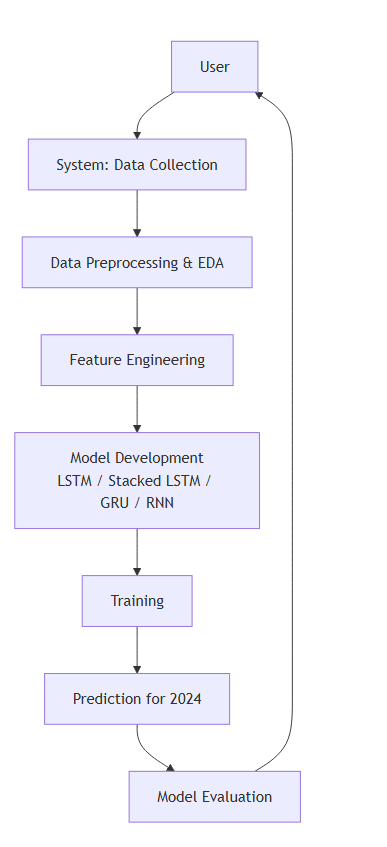 User
System: Data Collection
Data Preprocessing & EDA
Feature Engineering
Model Development
LSTM / Stacked LSTM /
GRU / RNN
Training
Prediction for 2024
Model Evaluation